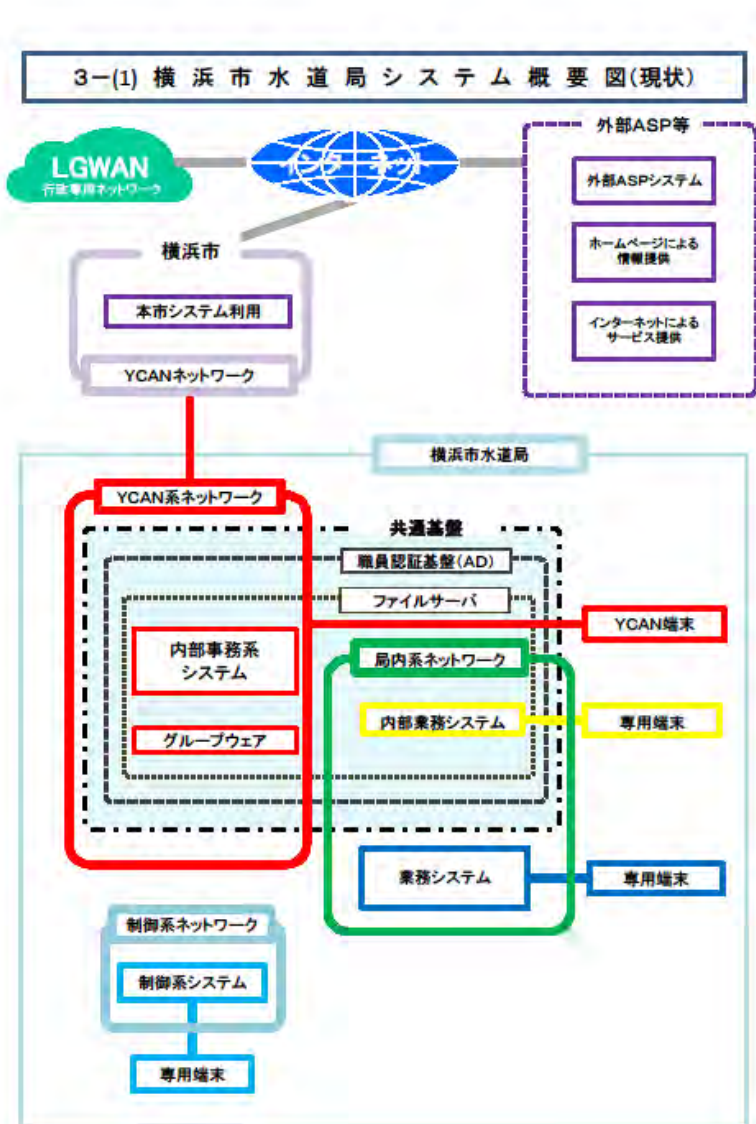 3－(1) 横 浜 市 水 道 局 シ ス テ ム 概 要 図(現状)
外部ASP等
LGWAN
行政専用ネットワーク
インターネット
外部ASPシステム
ホームページによる
情報提供
インターネットによる
サービス提供
横浜市
本市システム利用
YCANネットワーク
横浜市水道局
YCAN系ネットワーク
共通基盤
職員認証基盤(AD)
ファイルサーバ
YCAN端末
内部事務系
システム
局内系ネットワーク
内部業務システム
専用端末
グループウェア
業務システム
専用端末
制御系ネットワーク
制御系システム
専用端末